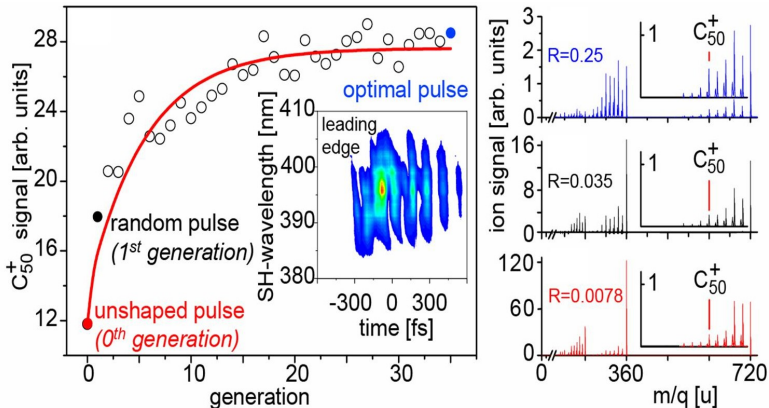 28
24
20
16
12
0
10
20
30
C₅₀⁺ signal [arb. units]
generation
optimal pulse
random pulse
(1st generation)
unshaped pulse
(0th generation)
410
400
390
380
SH-wavelength [nm]
leading
edge
-300
0
300
time [fs]
ion signal [arb. units]
3
2
1
0
R=0.25
1
C₅₀⁺
16
8
0
R=0.035
1
C₅₀⁺
120
60
0
R=0.0078
1
C₅₀⁺
0
360
720
m/q [u]